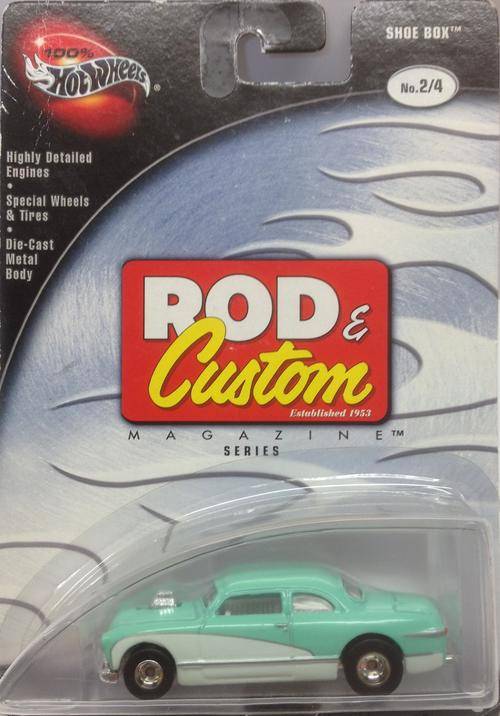 100%
Hot Wheels®
SHOE BOX™
No.2/4
Highly Detailed
Engines
•
Special Wheels
& Tires
•
Die-Cast
Metal
Body
ROD &
Custom
Established 1953
MAGAZINE™
SERIES